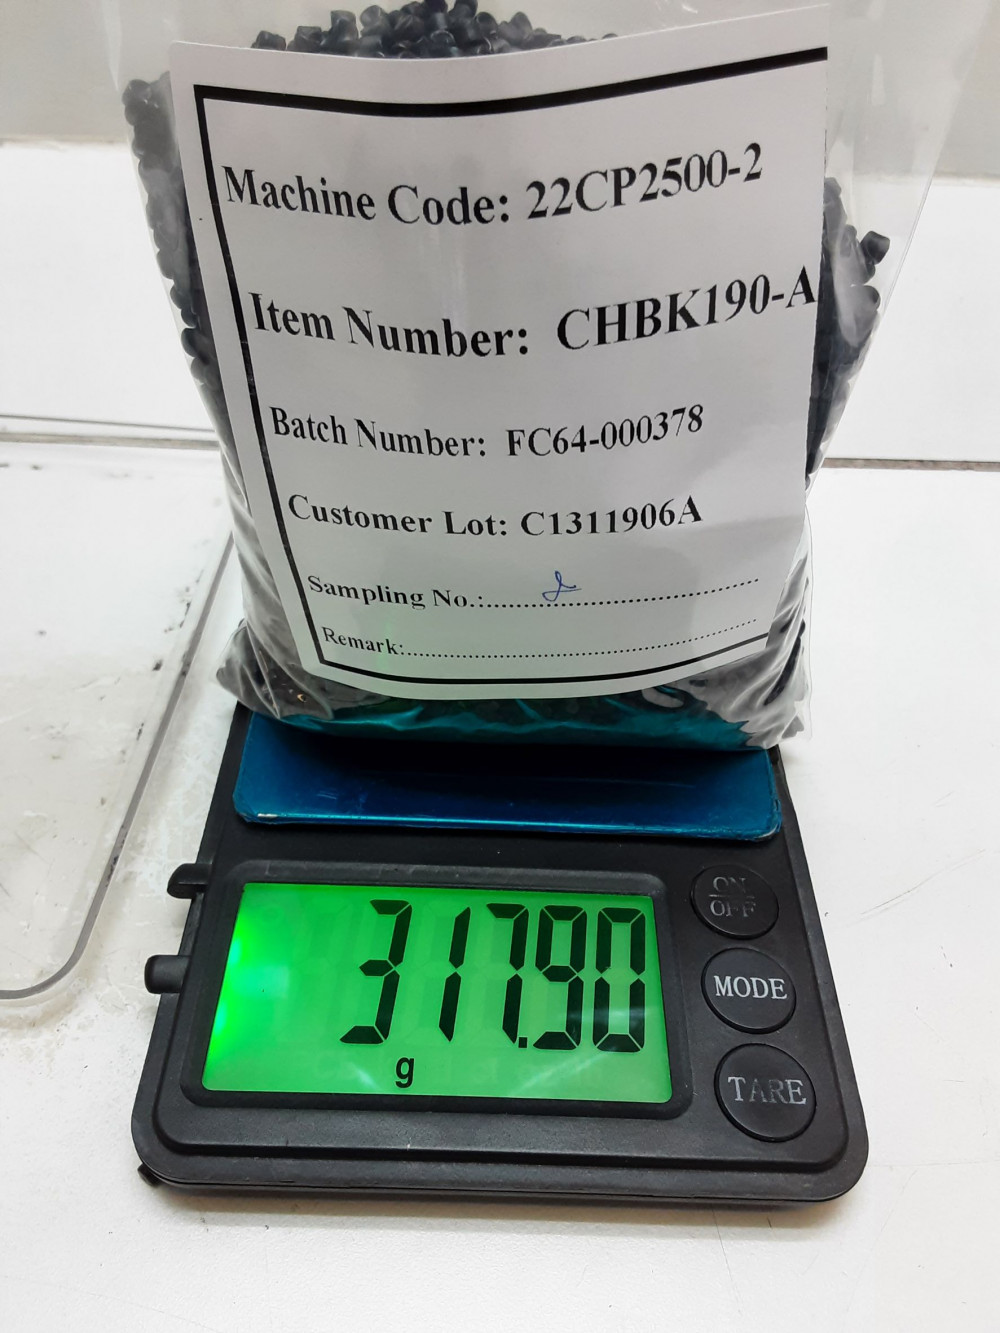 Machine Code: 22CP2500-2
Item Number: CHBK190-A
Batch Number: FC64-000378
Customer Lot: C1311906A
Sampling No.:
Remark:
317.90
g
ON
OFF
MODE
TARE